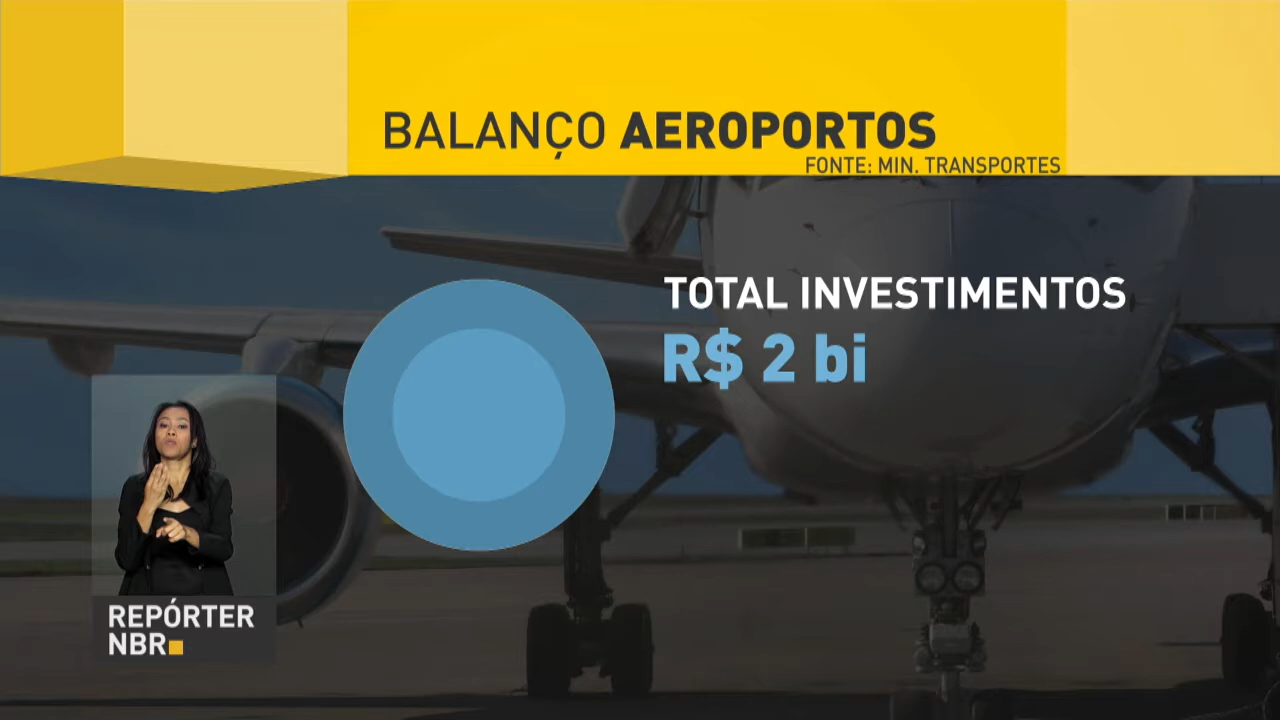 BALANÇO AEROPORTOS
FONTE: MIN. TRANSPORTES
TOTAL INVESTIMENTOS
R$ 2 bi
REPÓRTER
NBR